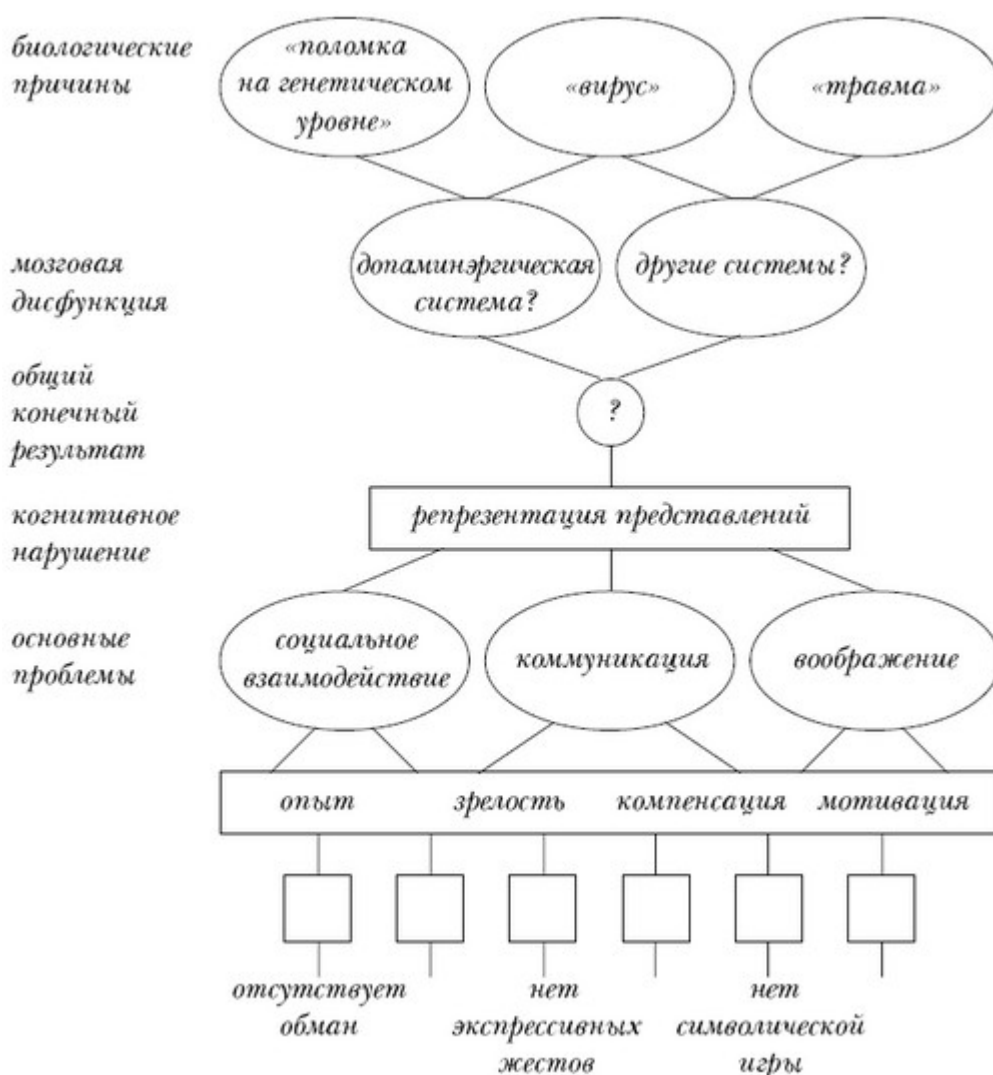 биологические
причины
«поломка
на генетическом
уровне»
«вирус»
«травма»
мозговая
дисфункция
допаминэргическая
система?
другие системы?
общий
конечный
результат
?
когнитивное
нарушение
репрезентация представлений
основные
проблемы
социальное
взаимодействие
коммуникация
воображение
опыт зрелость компенсация мотивация
отсутствует
обман
нет
экспрессивных
жестов
нет
символической
игры